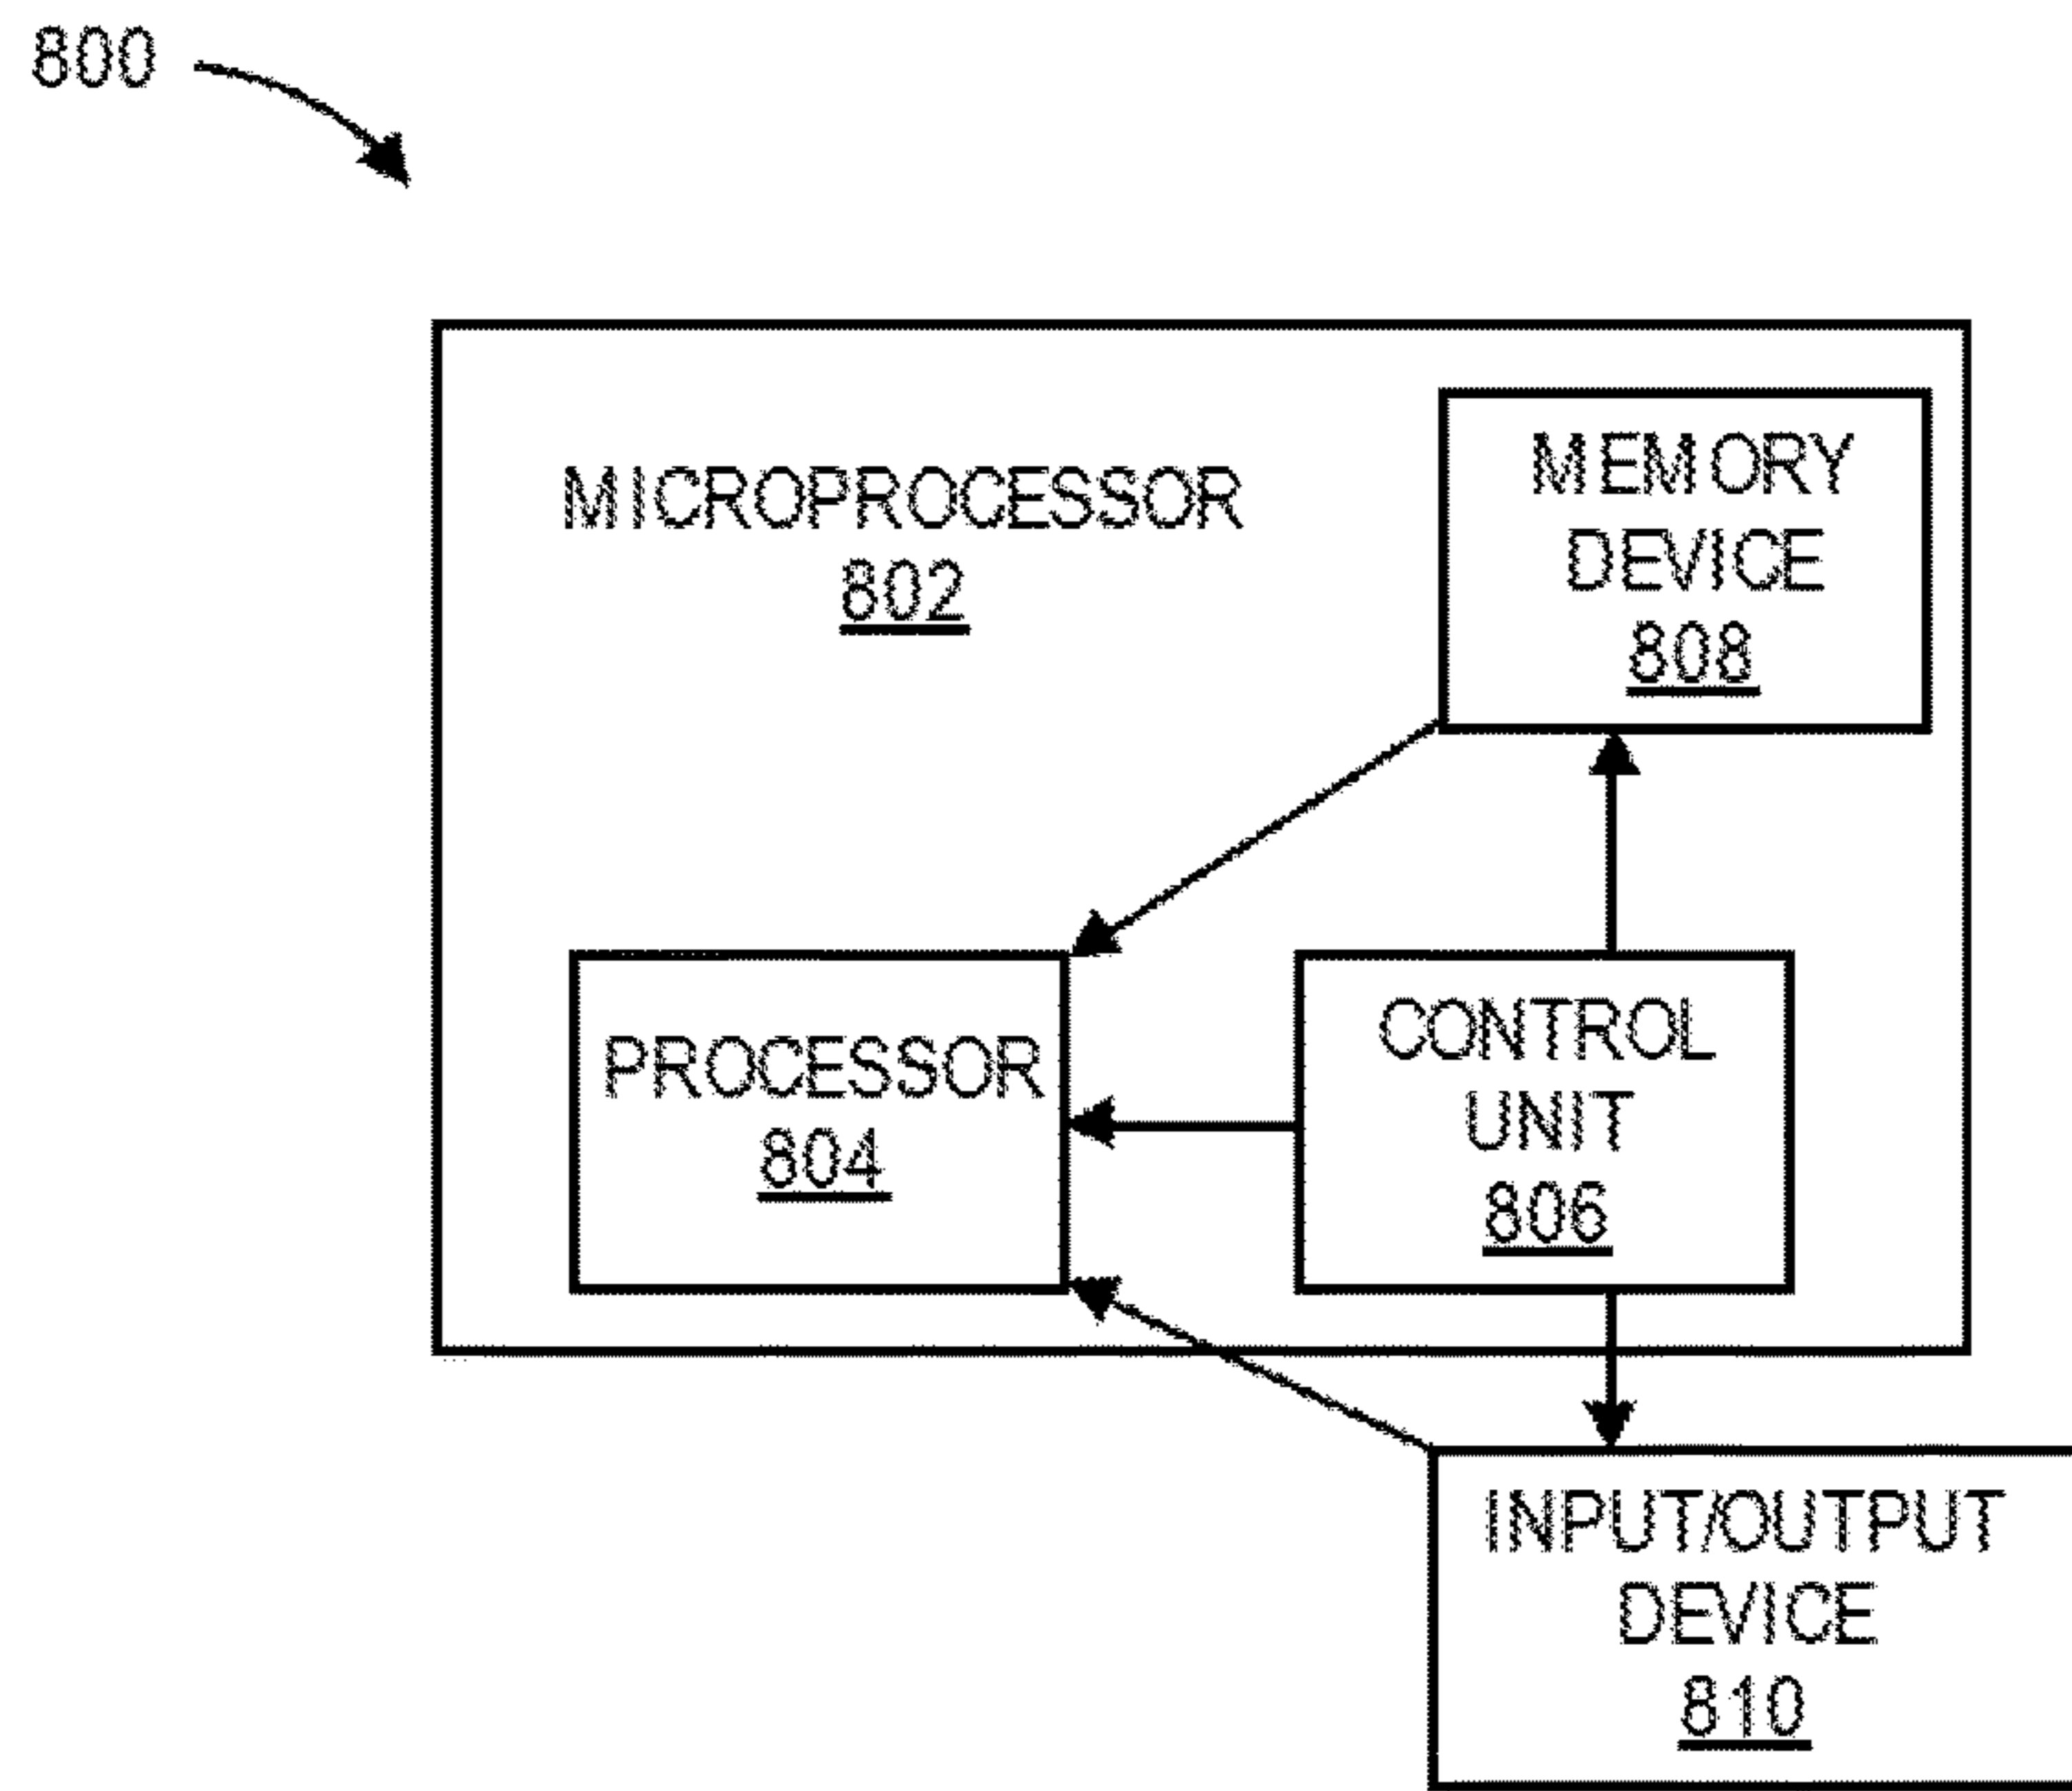 800
MICROPROCESSOR
802
MEMORY
DEVICE
808
PROCESSOR
804
CONTROL
UNIT
806
INPUT/OUTPUT
DEVICE
810